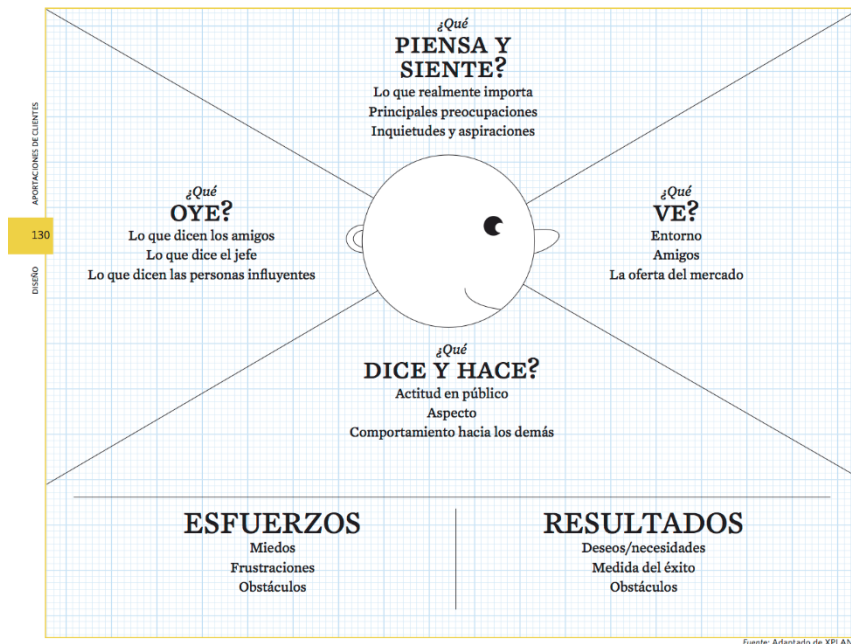 ¿Qué
PIENSA Y
SIENTE?
Lo que realmente importa
Principales preocupaciones
Inquietudes y aspiraciones
APORTACIONES DE CLIENTES
130
DISEÑO
¿Qué
OYE?
Lo que dicen los amigos
Lo que dice el jefe
Lo que dicen las personas influyentes
¿Qué
VE?
Entorno
Amigos
La oferta del mercado
¿Qué
DICE Y HACE?
Actitud en público
Aspecto
Comportamiento hacia los demás
ESFUERZOS
Miedos
Frustraciones
Obstáculos
RESULTADOS
Deseos/necesidades
Medida del éxito
Obstáculos
Fuente: Adaptado de XPLAN